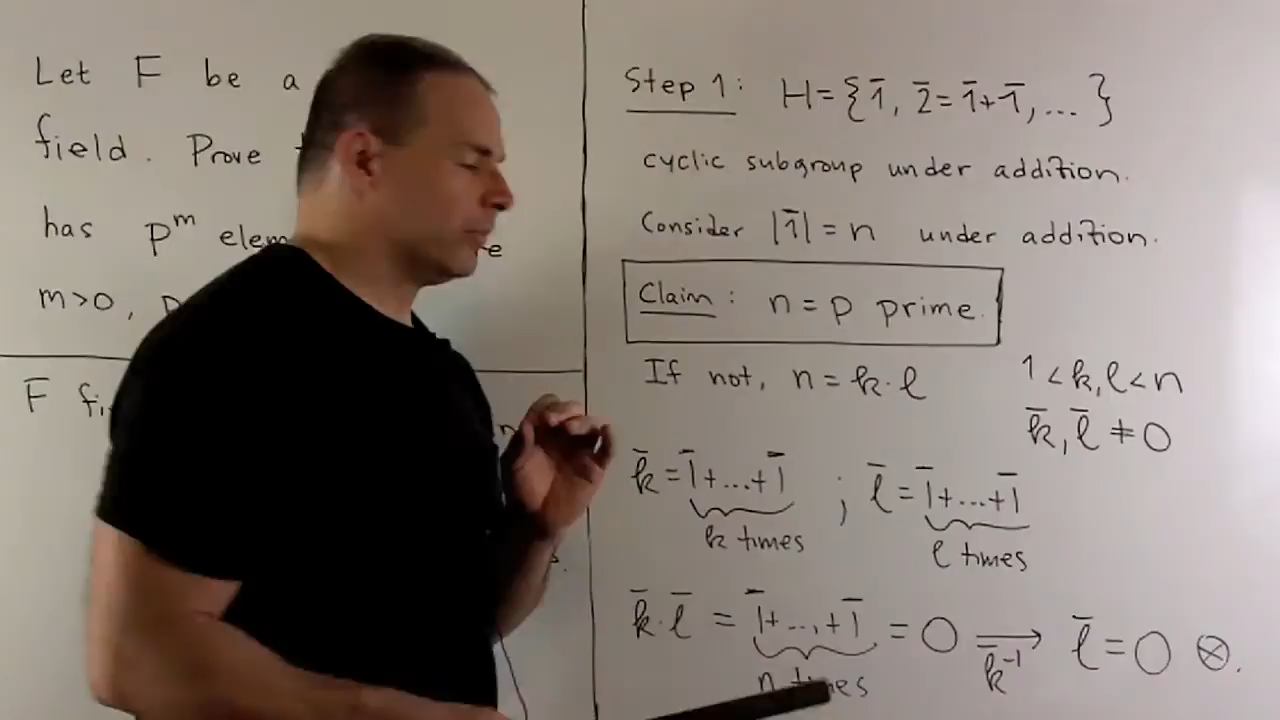 Let F be a
field. Prove
has pᵐ
m>0,
F
Step 1: H={1̄, 2̄=1̄+1̄, ... }
cyclic subgroup under addition.
Consider |1̄|=n under addition.
Claim: n=p prime.
If not, n=k·l 1<k,l<n
k̄, l̄ ≠ 0
k̄=1̄+...+1̄ ; l̄=1̄+...+1̄
k times l times
k̄·l̄ = 1̄+...+1̄ = 0 ⟶ l̄=0 ⊗.
n times k̄⁻¹